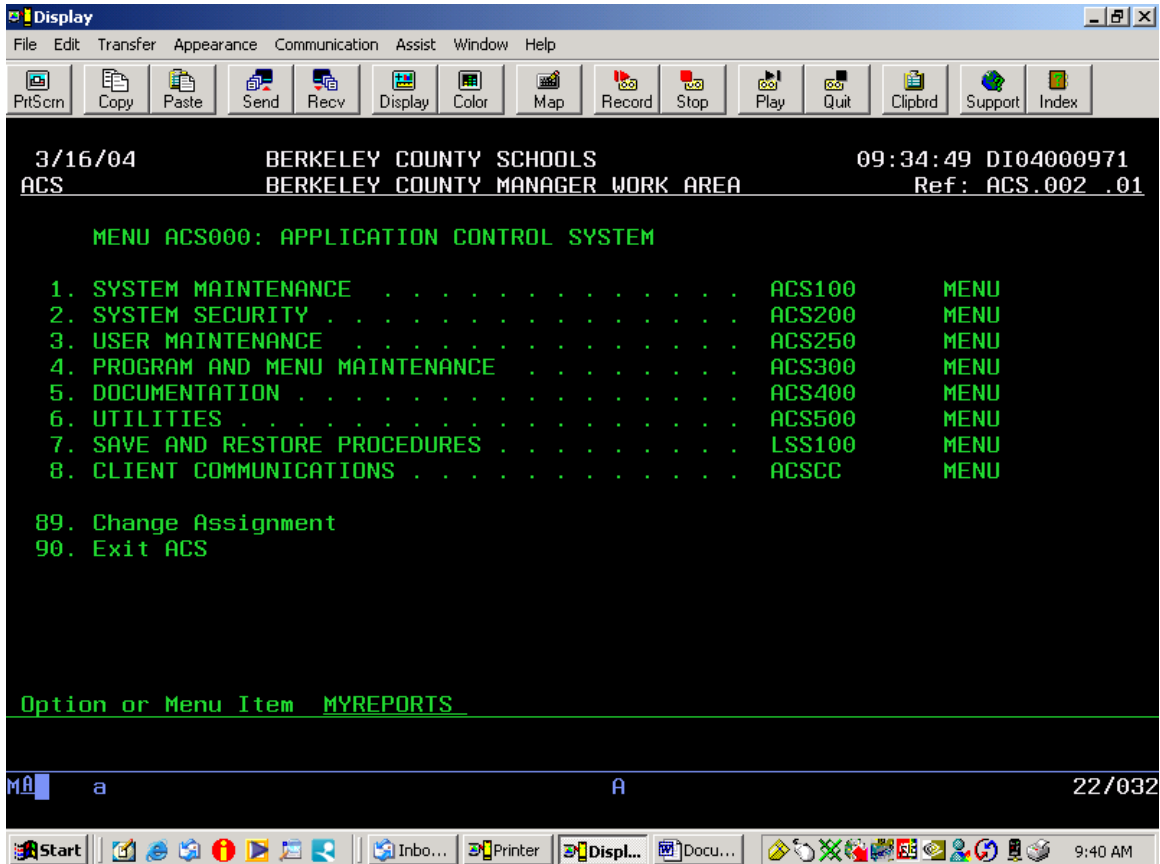 Display
File Edit Transfer Appearance Communication Assist Window Help
PrtScrn Copy Paste Send Recv Display Color Map Record Stop Play Quit Clipbrd Support Index
3/16/04 BERKELEY COUNTY SCHOOLS 09:34:49 DI04000971
ACS BERKELEY COUNTY MANAGER WORK AREA Ref: ACS.002 .01
MENU ACS000: APPLICATION CONTROL SYSTEM
1. SYSTEM MAINTENANCE . . . . . . . . . . . . . ACS100 MENU
2. SYSTEM SECURITY . . . . . . . . . . . . . . . ACS200 MENU
3. USER MAINTENANCE . . . . . . . . . . . . . . ACS250 MENU
4. PROGRAM AND MENU MAINTENANCE . . . . . . . . ACS300 MENU
5. DOCUMENTATION . . . . . . . . . . . . . . . . ACS400 MENU
6. UTILITIES . . . . . . . . . . . . . . . . . . ACS500 MENU
7. SAVE AND RESTORE PROCEDURES . . . . . . . . . LSS100 MENU
8. CLIENT COMMUNICATIONS . . . . . . . . . . . . ACSCC MENU
89. Change Assignment
90. Exit ACS
Option or Menu Item MYREPORTS
MA a A 22/032
Start Inbo... Printer Displ... Docu... 9:40 AM